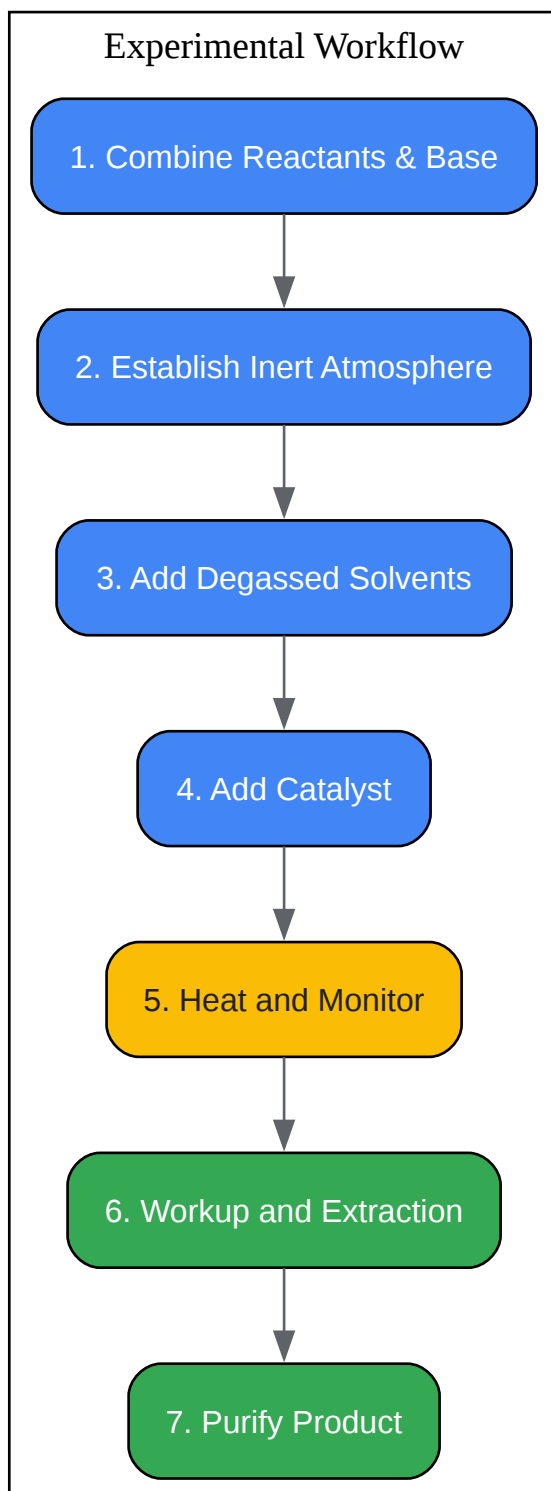 Experimental Workflow
1. Combine Reactants & Base
2. Establish Inert Atmosphere
3. Add Degassed Solvents
4. Add Catalyst
5. Heat and Monitor
6. Workup and Extraction
7. Purify Product